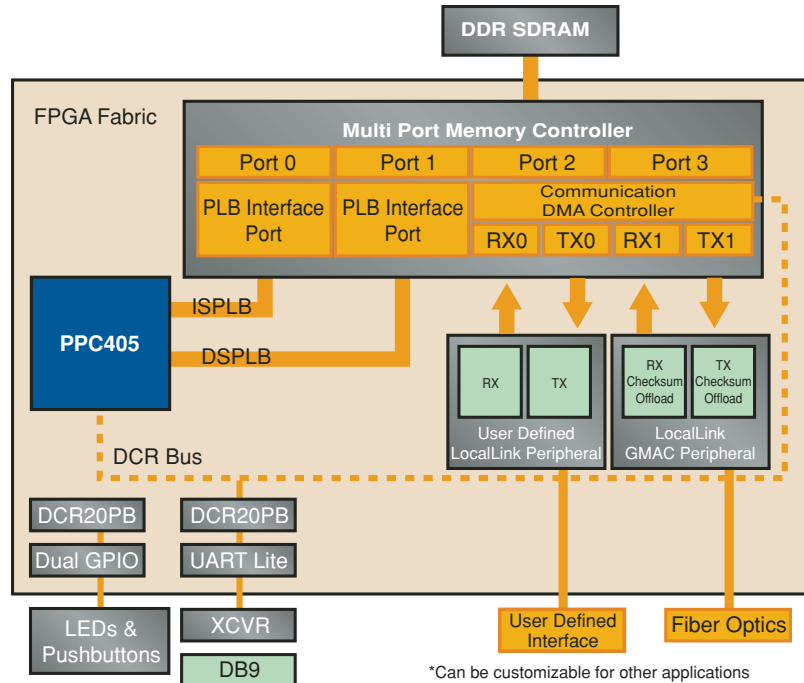 DDR SDRAM
FPGA Fabric
Multi Port Memory Controller
Port 0
Port 1
Port 2
Port 3
PLB Interface
Port
PLB Interface
Port
Communication
DMA Controller
RX0
TX0
RX1
TX1
ISPLB
PPC405
DSPLB
RX
TX
RX
Checksum
Offload
TX
Checksum
Offload
User Defined
LocalLink Peripheral
LocalLink
GMAC Peripheral
DCR Bus
DCR20PB
DCR20PB
Dual GPIO
UART Lite
LEDs &
Pushbuttons
XCVR
DB9
User Defined
Interface
Fiber Optics
*Can be customizable for other applications